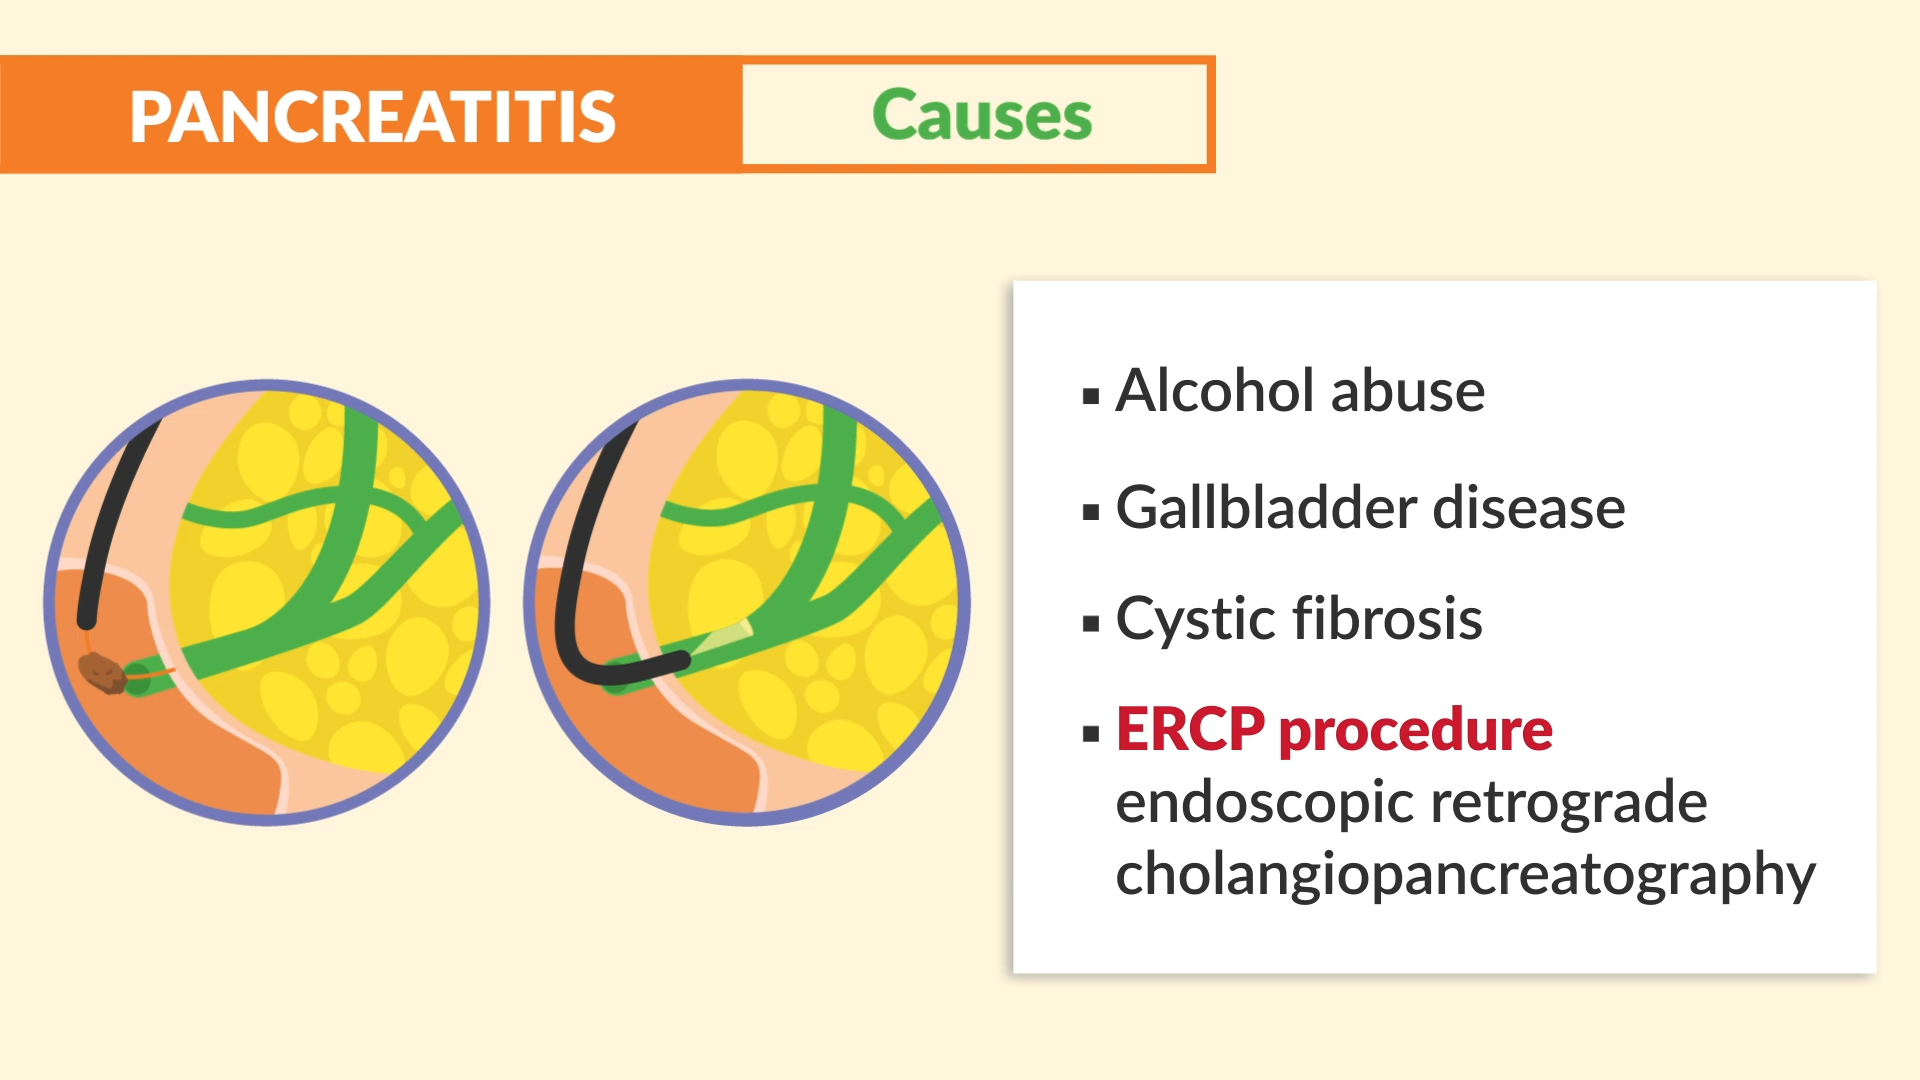 PANCREATITIS
Causes
▪ Alcohol abuse
▪ Gallbladder disease
▪ Cystic fibrosis
▪ ERCP procedure
endoscopic retrograde
cholangiopancreatography